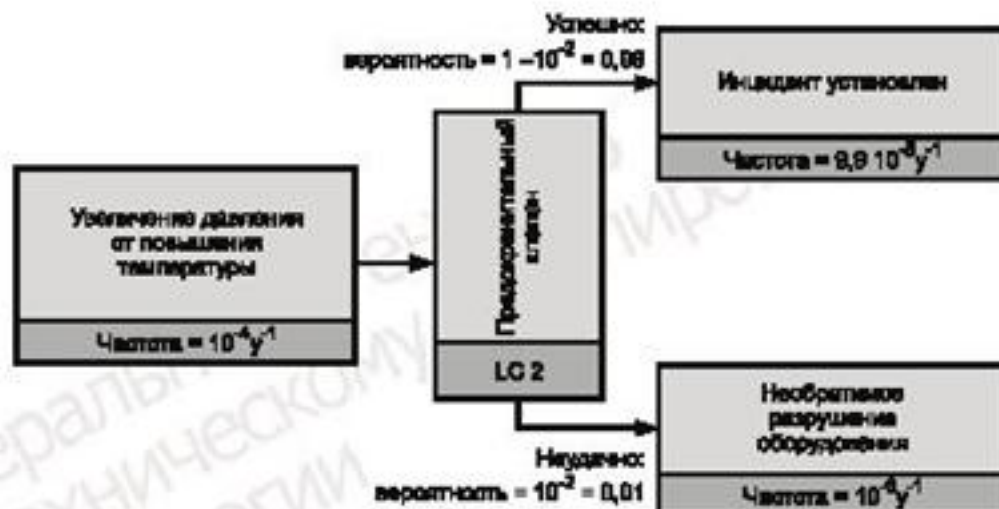 Успешно:
вероятность = 1 –10⁻² = 0,98
Инцидент установлен
Частота = 9,9 10⁻⁵y⁻¹
Увеличение давления
от повышения
температуры
Частота = 10⁻⁴y⁻¹
Предохранительный
клапан
LC 2
Необратимое
разрушение
оборудования
Частота = 10⁻⁶y⁻¹
Неудачно:
вероятность = 10⁻² = 0,01